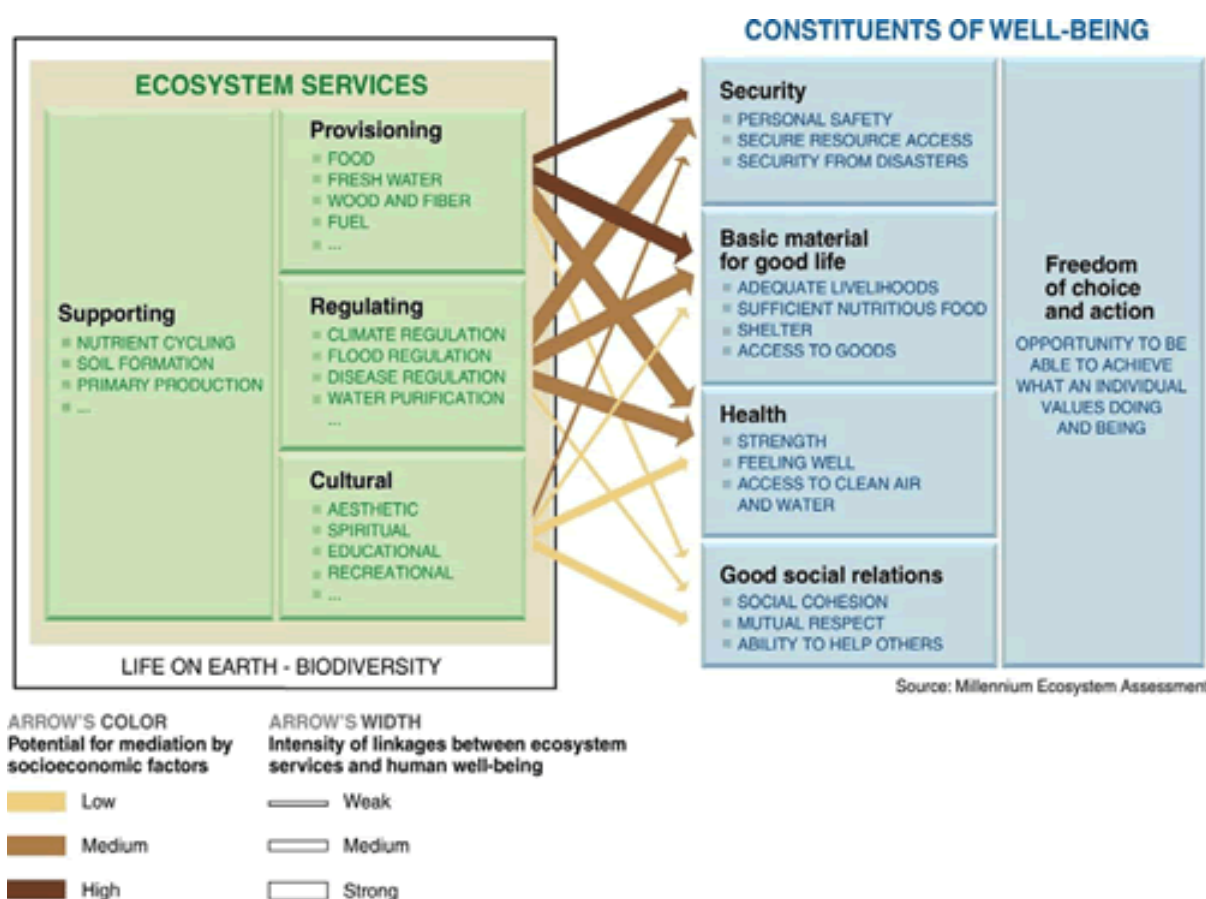 CONSTITUENTS OF WELL-BEING
ECOSYSTEM SERVICES
Supporting
NUTRIENT CYCLING
SOIL FORMATION
PRIMARY PRODUCTION
...
Provisioning
FOOD
FRESH WATER
WOOD AND FIBER
FUEL
...
Regulating
CLIMATE REGULATION
FLOOD REGULATION
DISEASE REGULATION
WATER PURIFICATION
...
Cultural
AESTHETIC
SPIRITUAL
EDUCATIONAL
RECREATIONAL
...
LIFE ON EARTH - BIODIVERSITY
Security
PERSONAL SAFETY
SECURE RESOURCE ACCESS
SECURITY FROM DISASTERS
Basic material
for good life
ADEQUATE LIVELIHOODS
SUFFICIENT NUTRITIOUS FOOD
SHELTER
ACCESS TO GOODS
Health
STRENGTH
FEELING WELL
ACCESS TO CLEAN AIR
AND WATER
Good social relations
SOCIAL COHESION
MUTUAL RESPECT
ABILITY TO HELP OTHERS
Freedom
of choice
and action
OPPORTUNITY TO BE
ABLE TO ACHIEVE
WHAT AN INDIVIDUAL
VALUES DOING
AND BEING
Source: Millennium Ecosystem Assessment
ARROW'S COLOR
Potential for mediation by
socioeconomic factors
Low
Medium
High
ARROW'S WIDTH
Intensity of linkages between ecosystem
services and human well-being
Weak
Medium
Strong